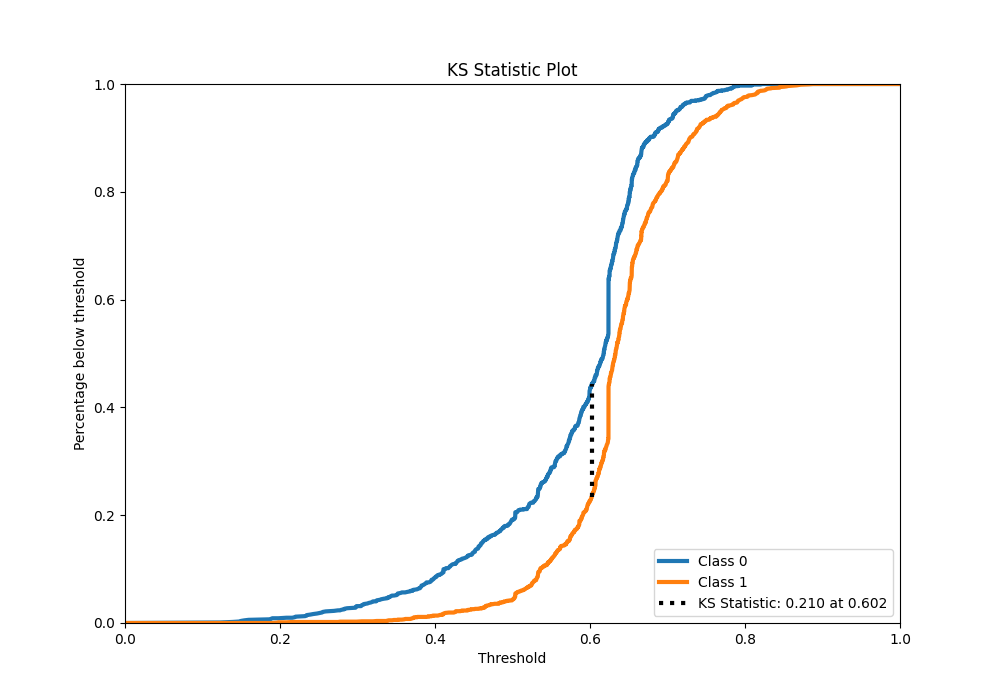 KS Statistic Plot
1.0
0.8
0.6
0.4
0.2
0.0
Percentage below threshold
0.0 0.2 0.4 0.6 0.8 1.0
Threshold
Class 0
Class 1
KS Statistic: 0.210 at 0.602